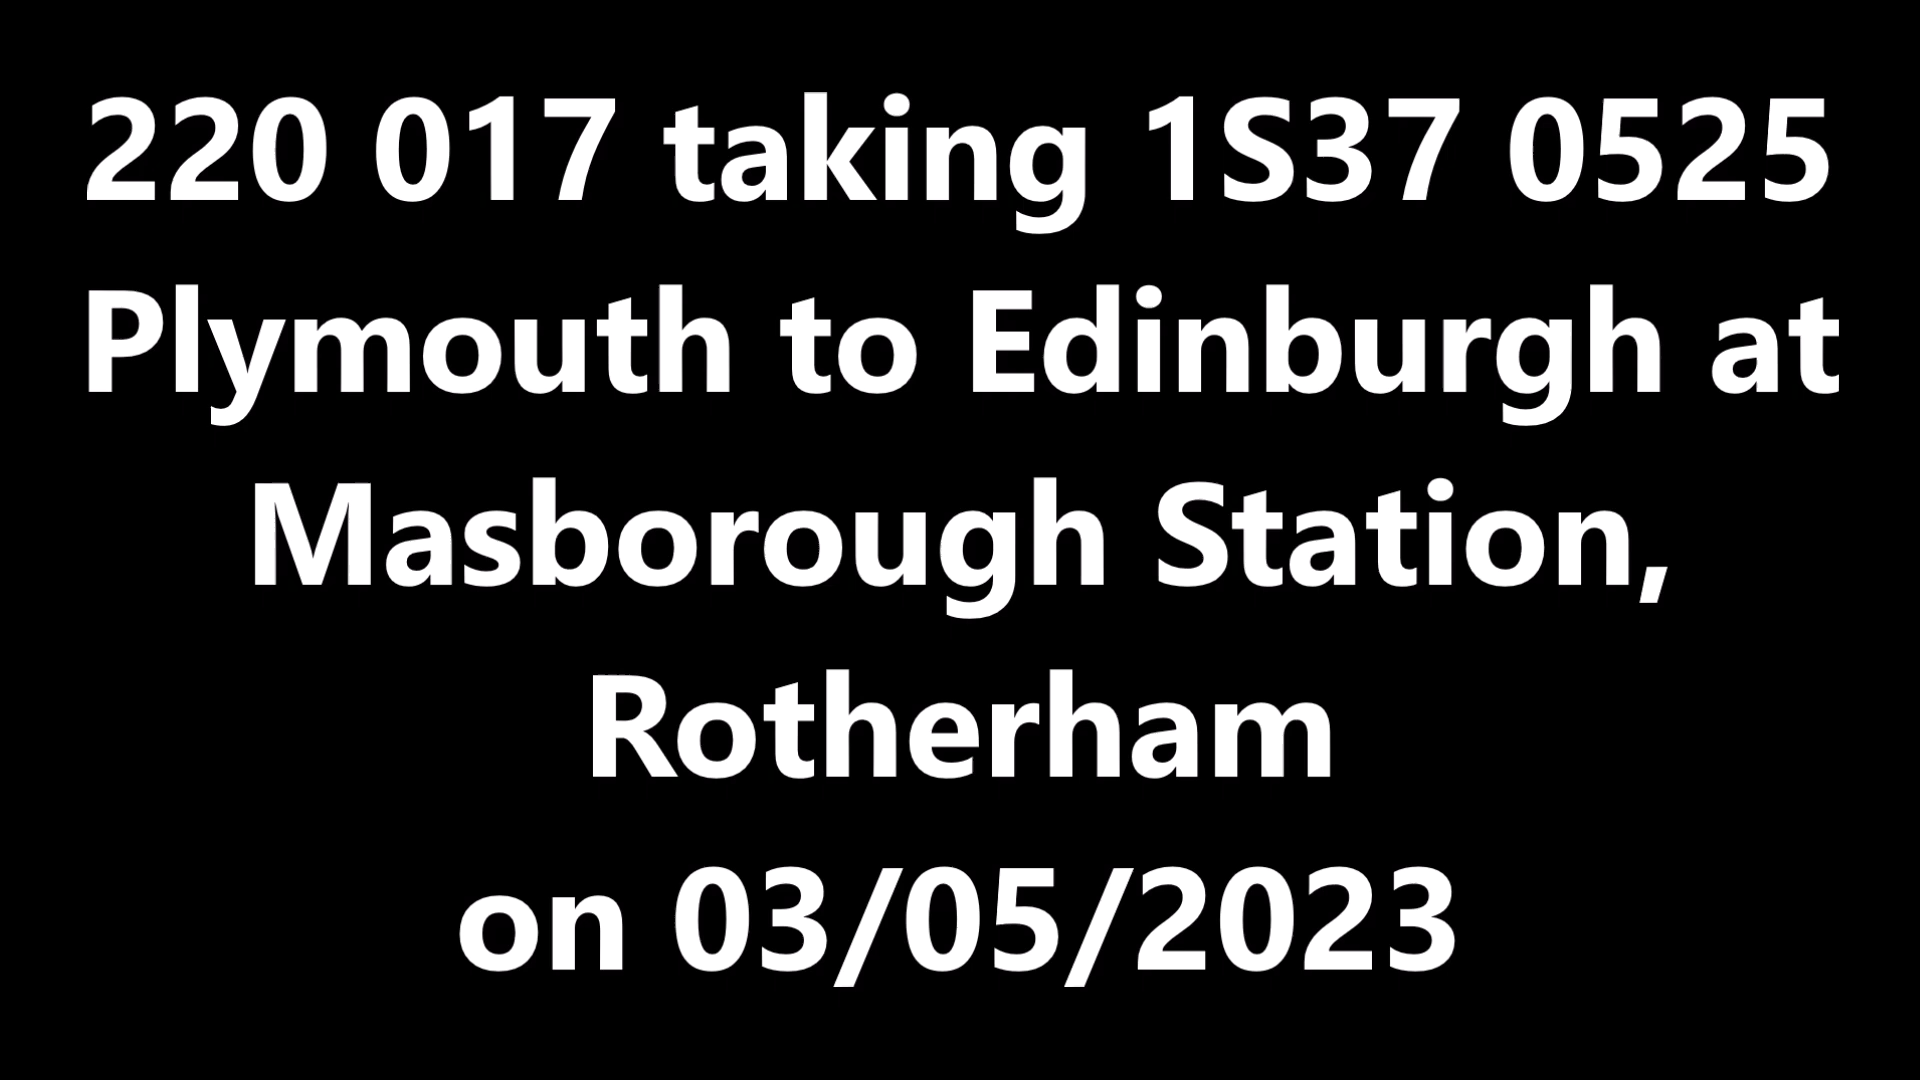 220 017 taking 1S37 0525
Plymouth to Edinburgh at
Masborough Station,
Rotherham
on 03/05/2023